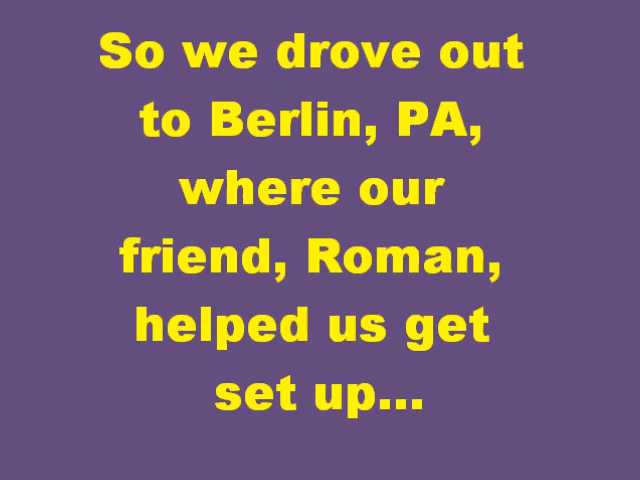 So we drove out
to Berlin, PA,
where our
friend, Roman,
helped us get
set up...